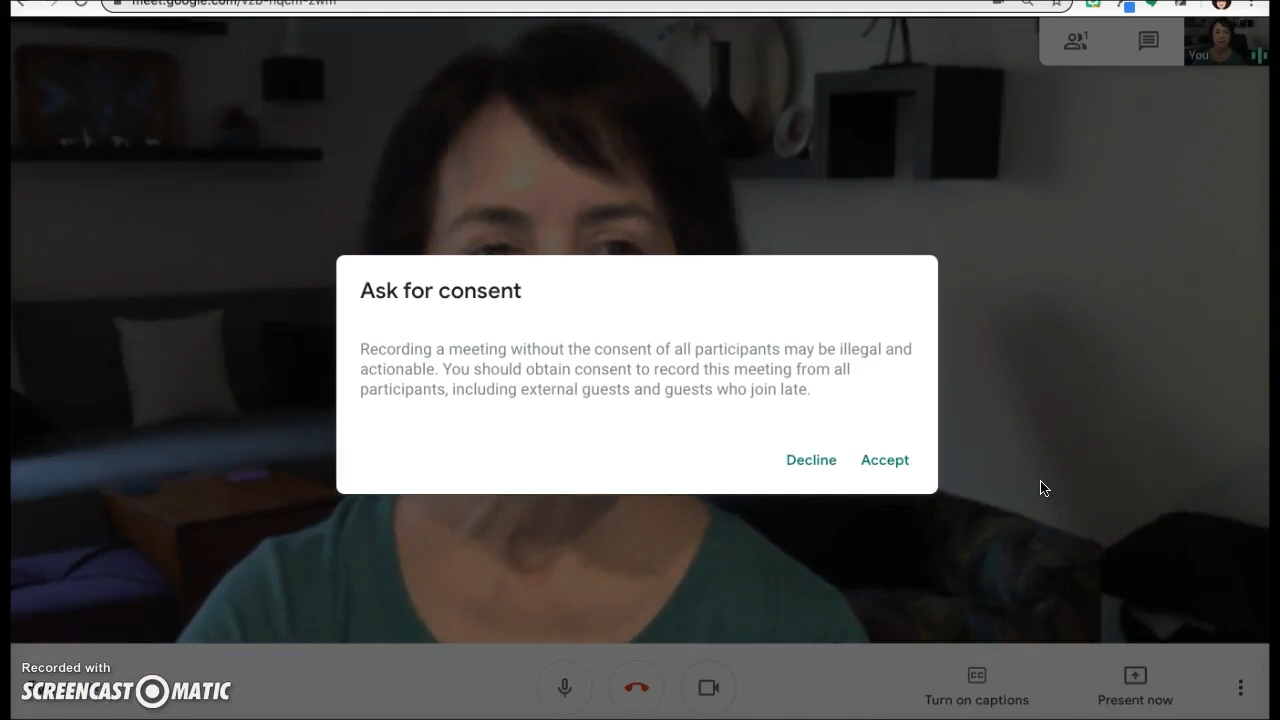 1
You
Ask for consent
Recording a meeting without the consent of all participants may be illegal and
actionable. You should obtain consent to record this meeting from all
participants, including external guests and guests who join late.
Decline Accept
Recorded with
SCREENCAST MATIC
CC
Turn on captions
Present now